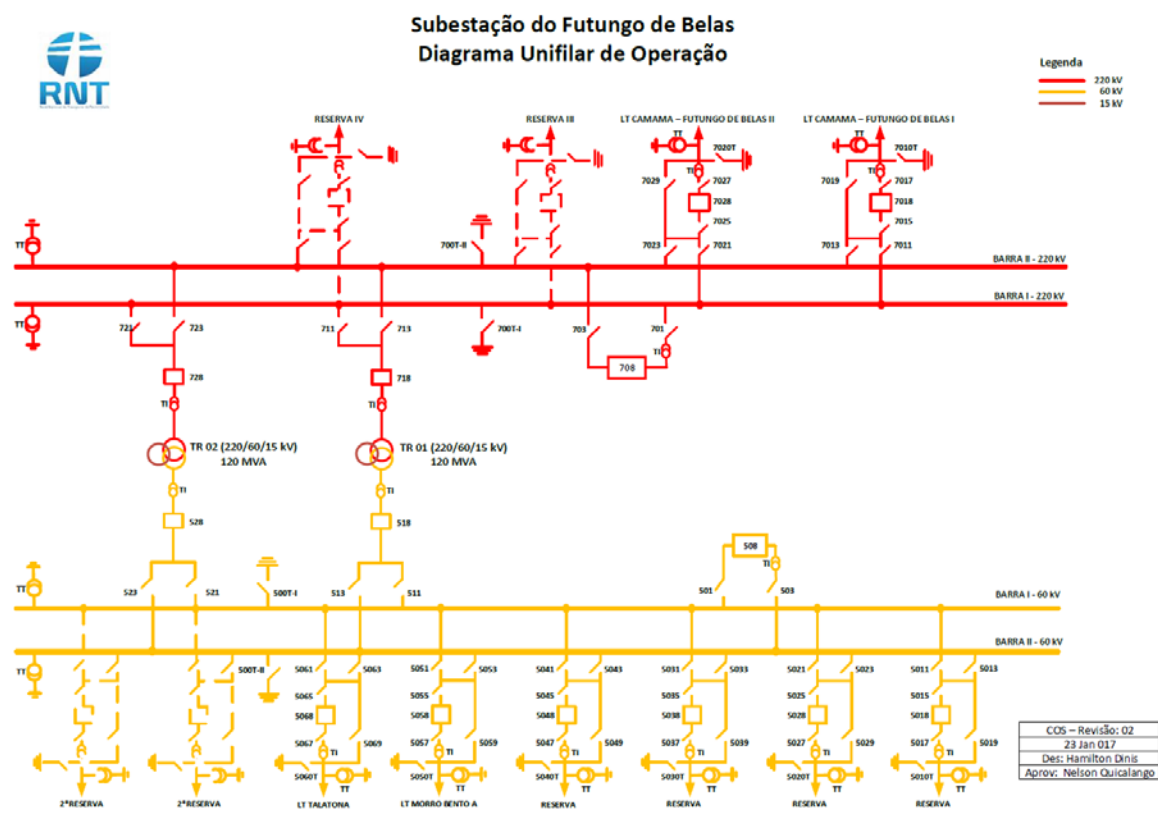 Subestação do Futungo de Belas
Diagrama Unifilar de Operação
RNT
Legenda
220 kV
60 kV
15 kV
RESERVA IV
RESERVA III
LT CAMAMA – FUTUNGO DE BELAS II
LT CAMAMA – FUTUNGO DE BELAS I
TT
TT
7020T
7010T
TI
TI
7029
7027
7019
7017
7028
7018
7025
7015
TT
700T-II
7023
7021
7013
7011
BARRA II - 220 kV
BARRA I - 220 kV
TT
721
723
711
713
700T-I
703
701
TI
708
728
718
TI
TI
TR 02 (220/60/15 kV)
120 MVA
TR 01 (220/60/15 kV)
120 MVA
TI
TI
528
518
508
TI
TT
523
521
500T-I
513
511
501
503
BARRA I - 60 kV
BARRA II - 60 kV
TT
500T-II
5061
5063
5051
5053
5041
5043
5031
5033
5021
5023
5011
5013
5065
5055
5045
5035
5025
5015
5068
5058
5048
5038
5028
5018
5067
TI
5069
5057
TI
5059
5047
TI
5049
5037
TI
5039
5027
TI
5029
5017
TI
5019
5060T
5050T
5040T
5030T
5020T
5010T
TT
TT
TT
TT
TT
TT
2ªRESERVA
2ªRESERVA
LT TALATONA
LT MORRO BENTO A
RESERVA
RESERVA
RESERVA
RESERVA
COS – Revisão: 02
23 Jan 017
Des: Hamilton Dinis
Aprov: Nelson Quicalango